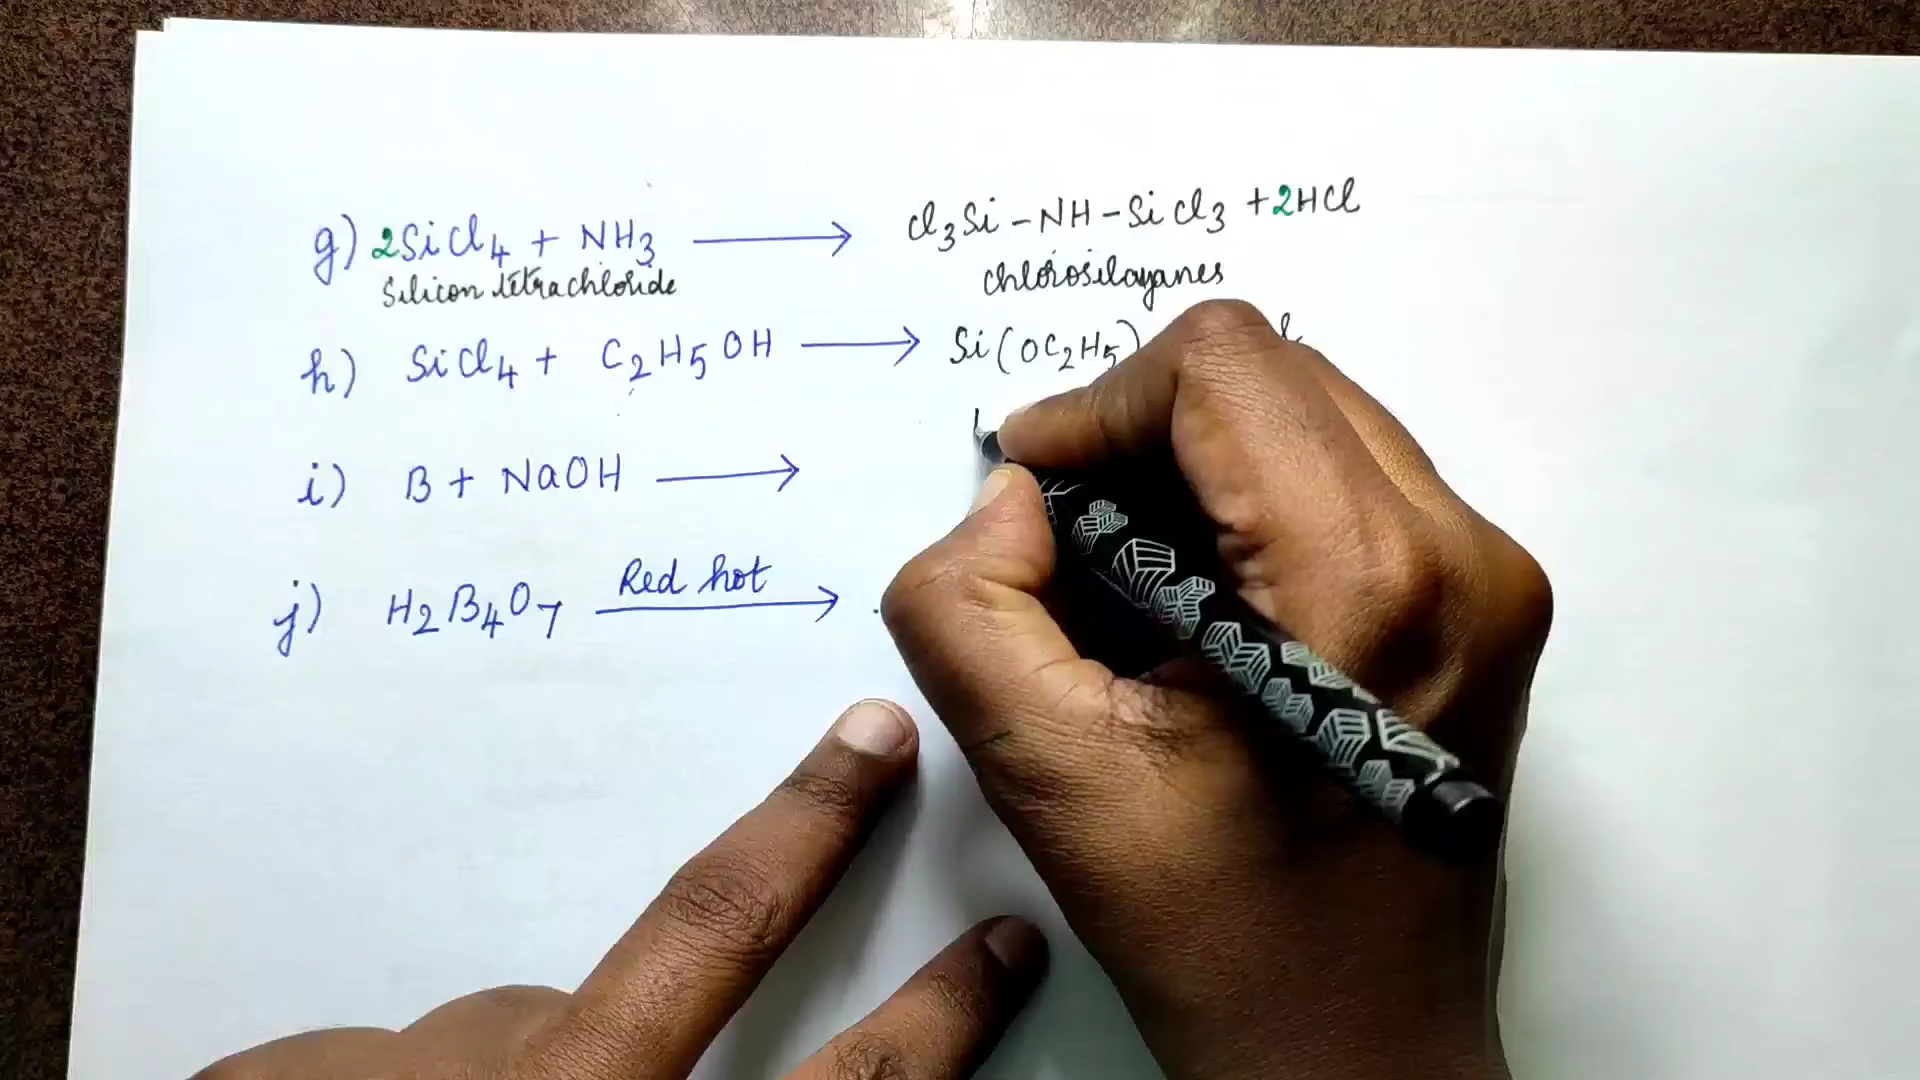 g) 2SiCl4 + NH3 ⟶ Cl3Si – NH – SiCl3 + 2HCl
Silicon tetrachloride chlorosilayanes
h) SiCl4 + C2H5OH ⟶ Si(OC2H5)
i) B + NaOH ⟶
Red hot
j) H2B4O7 ⟶